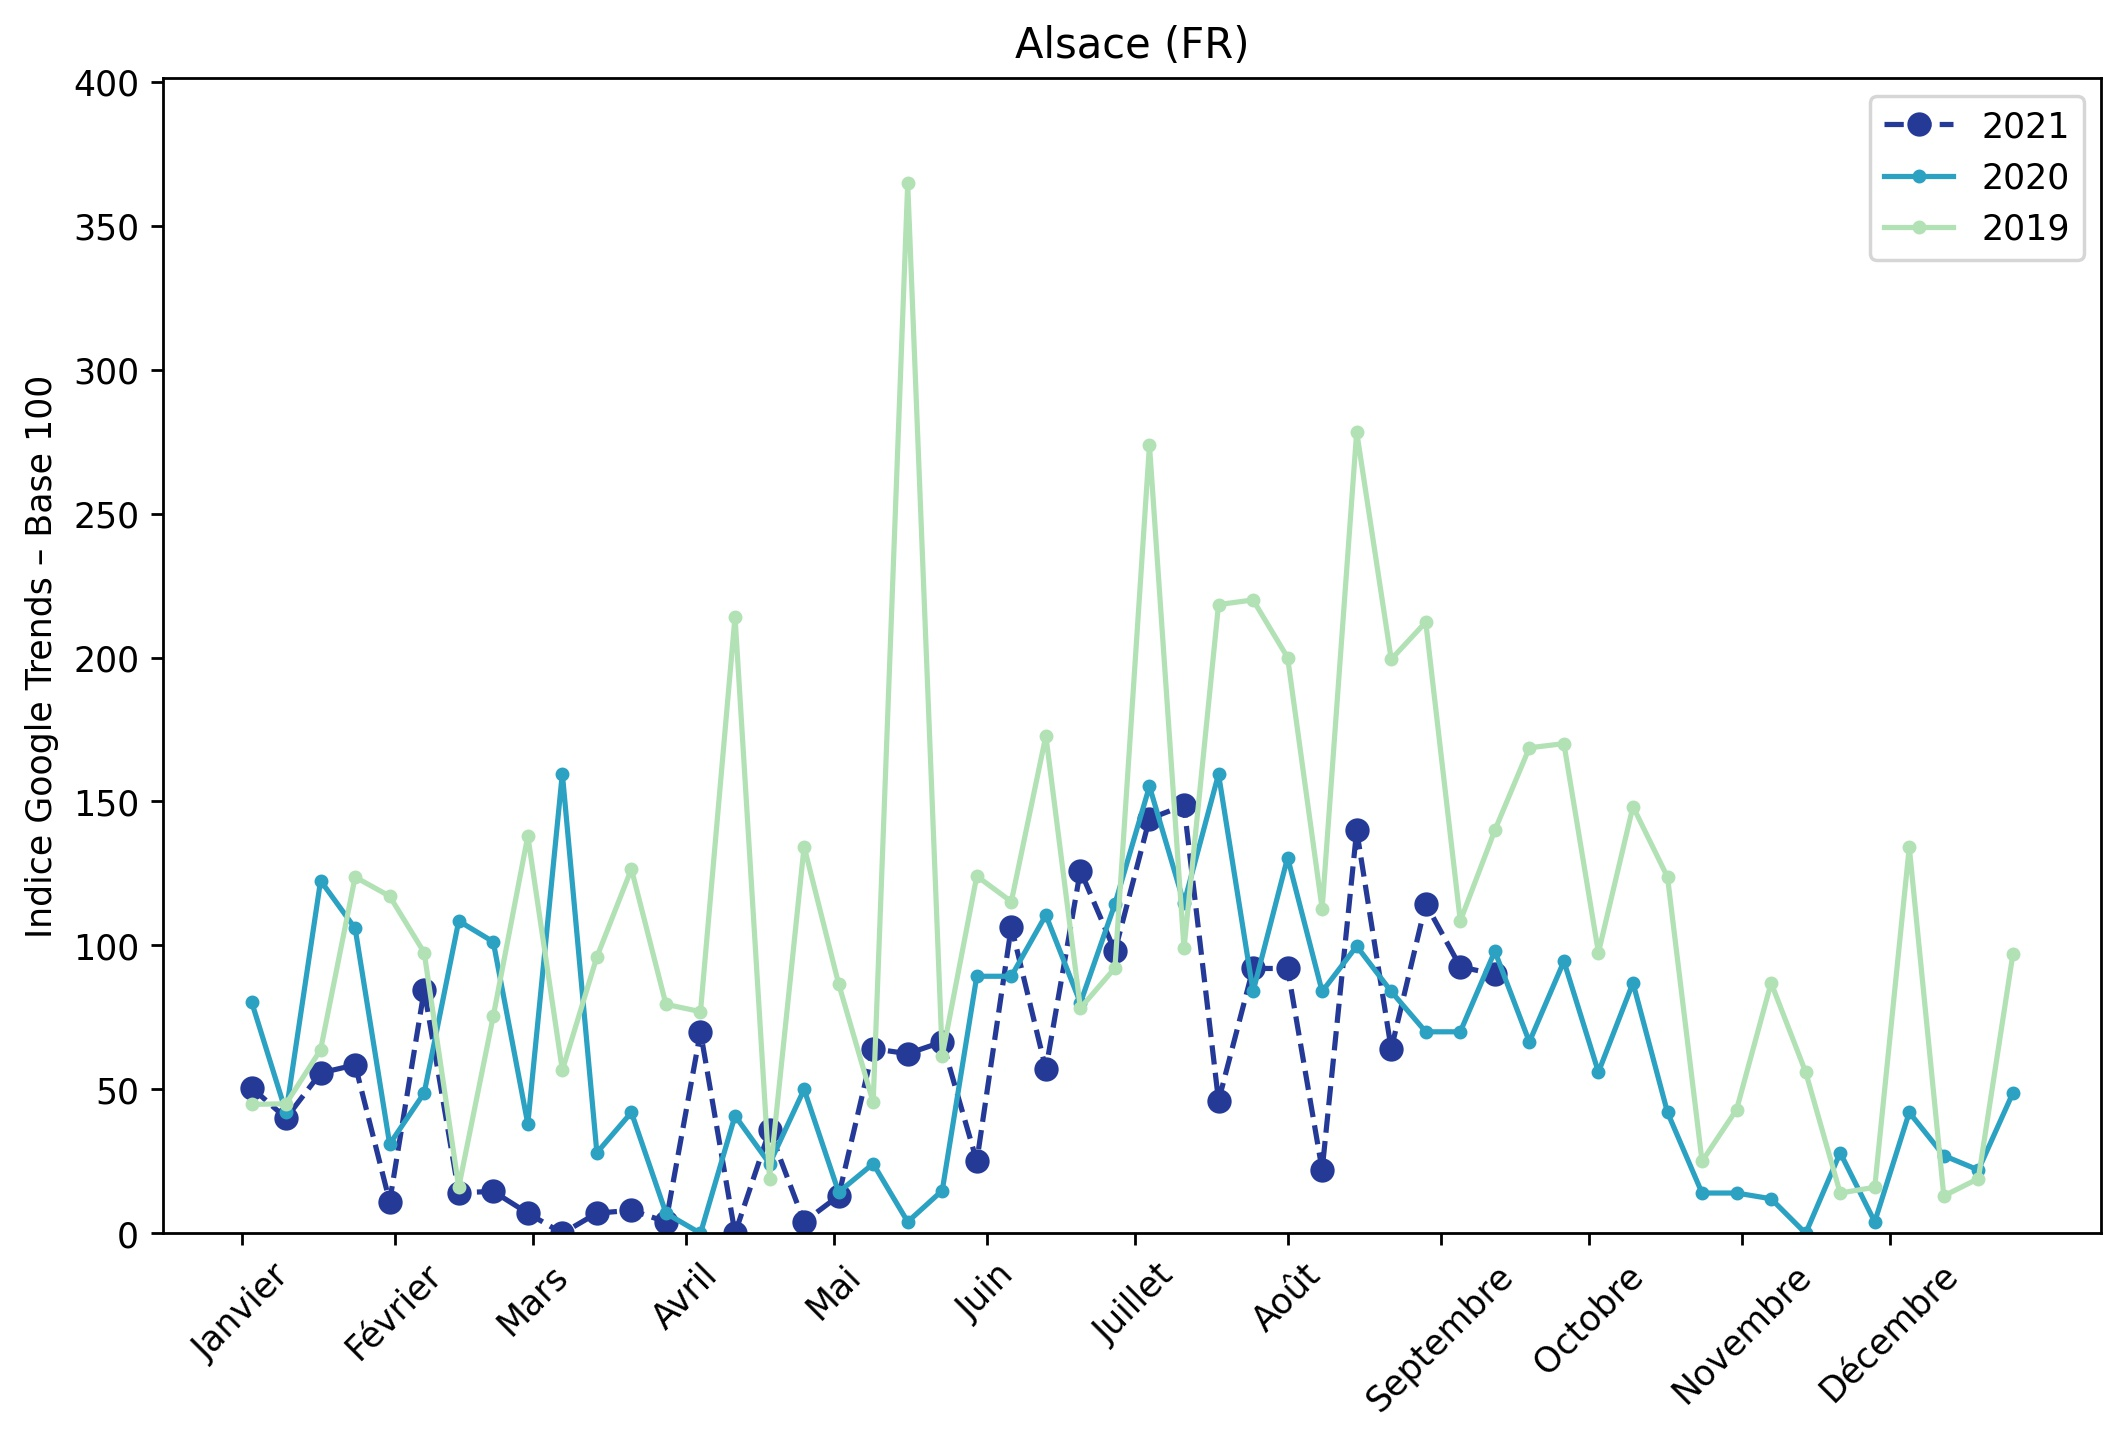 Alsace (FR)
400
350
300
250
200
150
100
50
0
Indice Google Trends – Base 100
2021
2020
2019
Janvier
Février
Mars
Avril
Mai
Juin
Juillet
Août
Septembre
Octobre
Novembre
Décembre